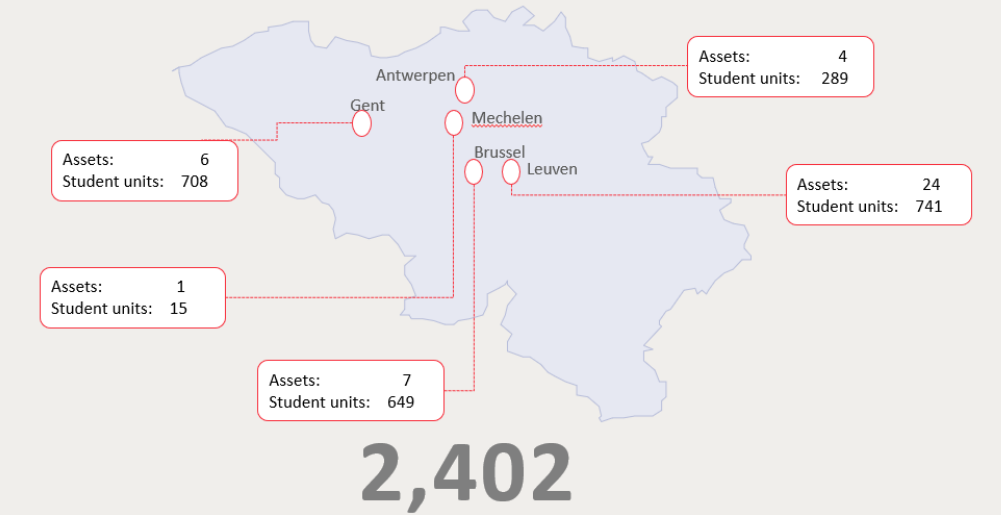 Antwerpen
Assets: 4
Student units: 289
Gent
Mechelen
Assets: 6
Student units: 708
Brussel
Leuven
Assets: 24
Student units: 741
Assets: 1
Student units: 15
Assets: 7
Student units: 649
2,402